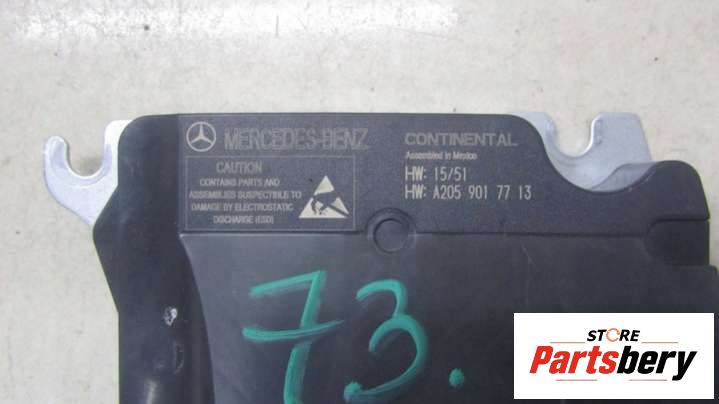 MERCEDES-BENZ
CAUTION
CONTAINS PARTS AND
ASSEMBLIES SUSPECTIBLE TO
DAMAGE BY ELECTROSTATIC
DISCHARGE (ESD)
CONTINENTAL
Assembled in Mexico
HW: 15/51
HW: A205 901 77 13
73.
STORE
Partsbery